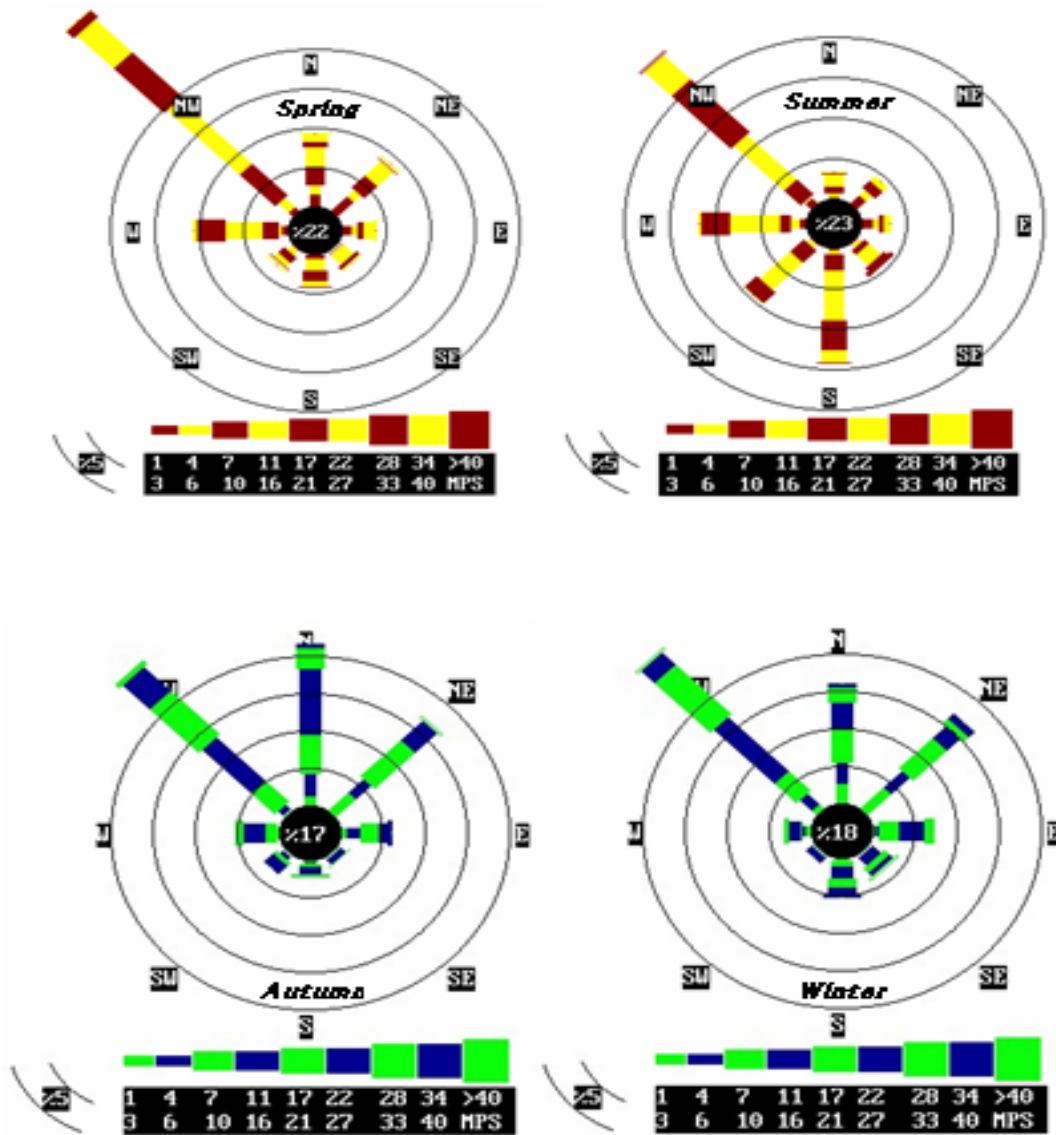 N
NW NE
Spring
W %22 E
SW SE
S
%5
1 4 7 11 17 22 28 34 >40
3 6 10 16 21 27 33 40 MPS
N
NW NE
Summer
W %23 E
SW SE
S
%5
1 4 7 11 17 22 28 34 >40
3 6 10 16 21 27 33 40 MPS
N
W NE
W %17 E
SW SE
Autumn
S
%5
1 4 7 11 17 22 28 34 >40
3 6 10 16 21 27 33 40 MPS
N
W NE
W %18 E
SW SE
Winter
S
%5
1 4 7 11 17 22 28 34 >40
3 6 10 16 21 27 33 40 MPS